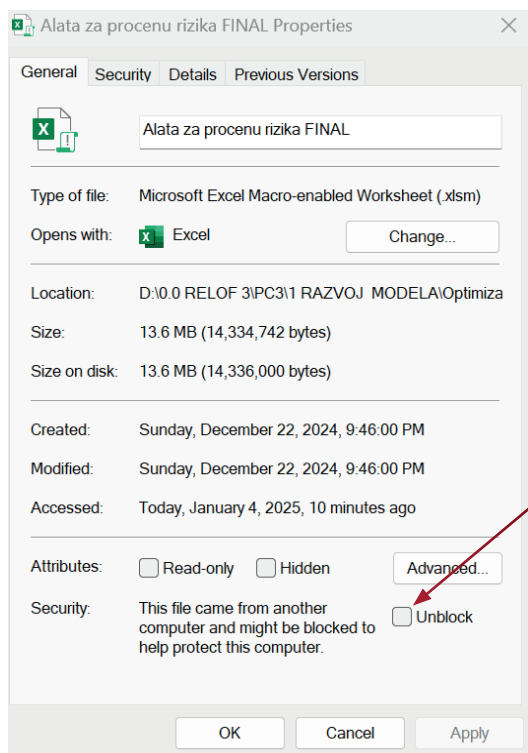 Alata za procenu rizika FINAL Properties
General Security Details Previous Versions
Alata za procenu rizika FINAL
Type of file: Microsoft Excel Macro-enabled Worksheet (.xlsm)
Opens with: Excel Change...
Location: D:\0.0 RELOF 3\PC3\1 RAZVOJ MODELA\Optimiza
Size: 13.6 MB (14,334,742 bytes)
Size on disk: 13.6 MB (14,336,000 bytes)
Created: Sunday, December 22, 2024, 9:46:00 PM
Modified: Sunday, December 22, 2024, 9:46:00 PM
Accessed: Today, January 4, 2025, 10 minutes ago
Attributes: Read-only Hidden Advanced...
Security: This file came from another
computer and might be blocked to Unblock
help protect this computer.
OK Cancel Apply